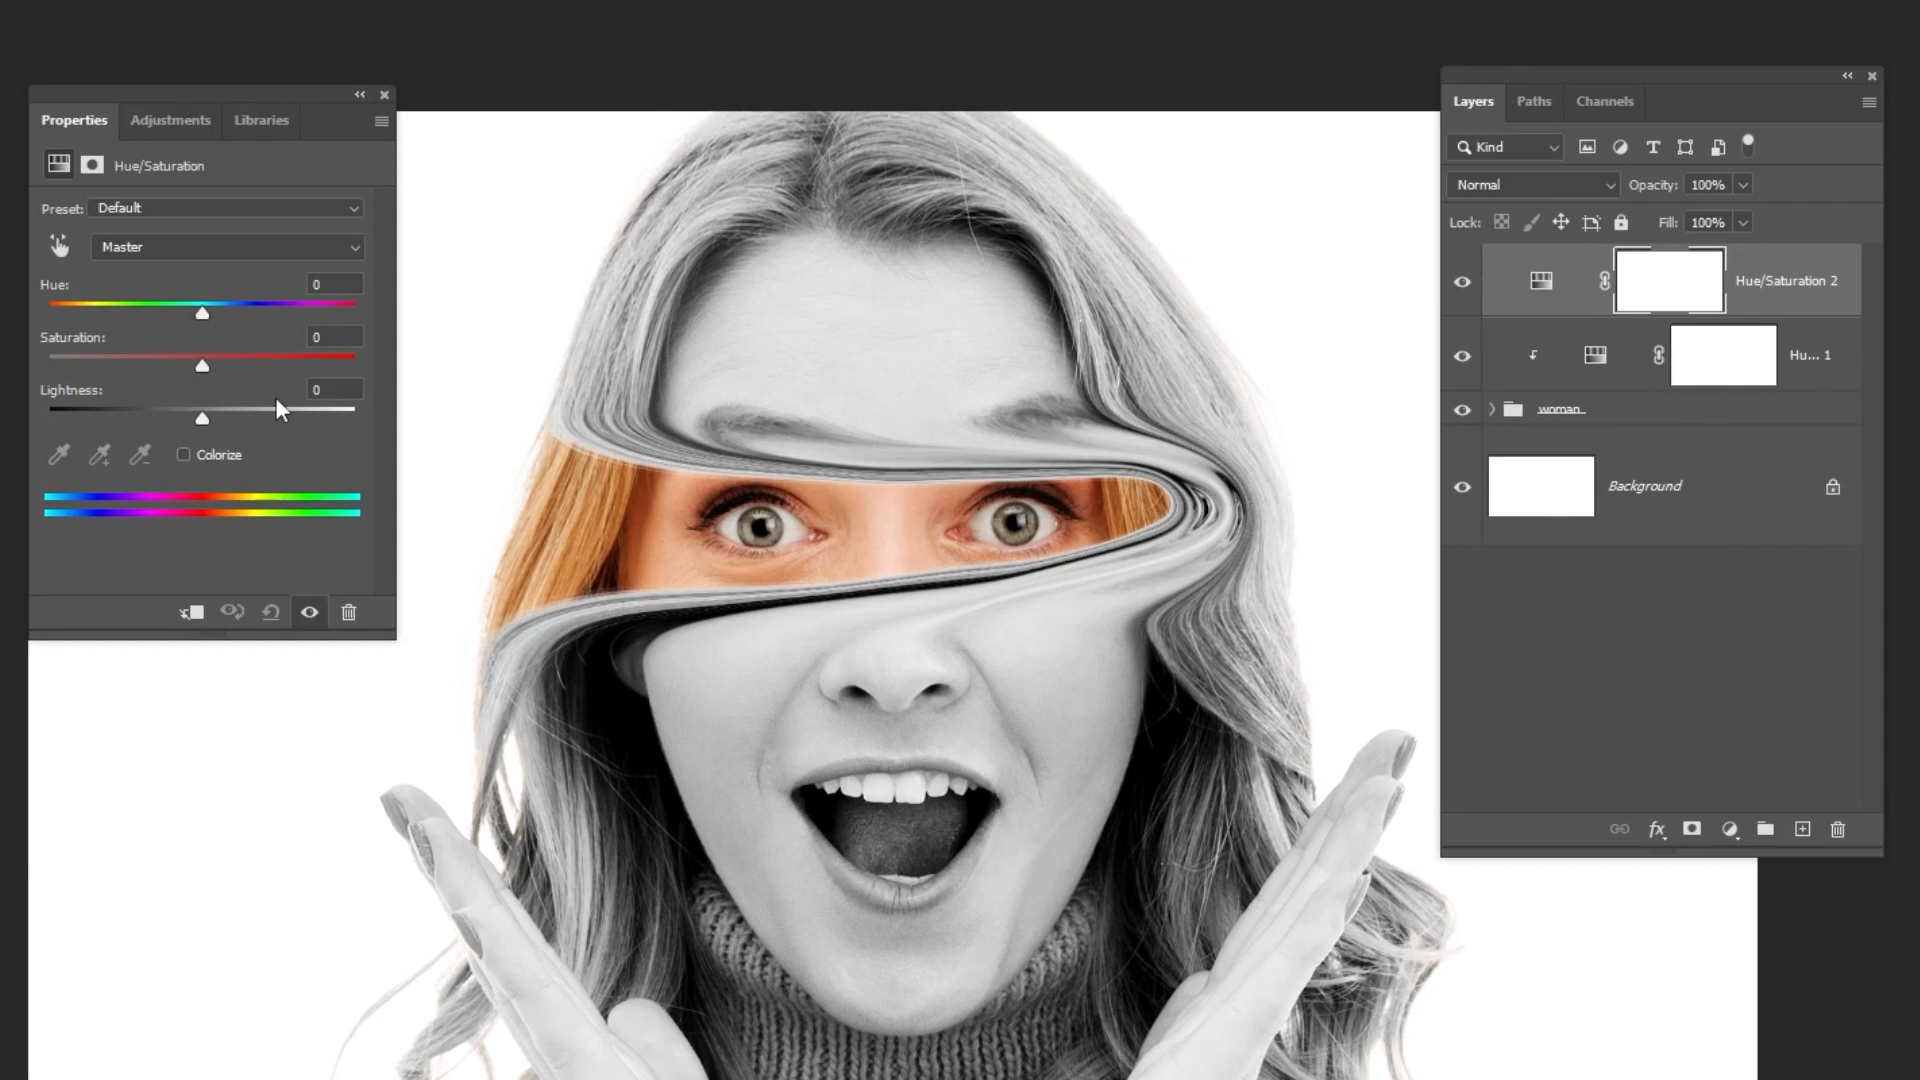 Properties Adjustments Libraries
Hue/Saturation
Preset: Default
Master
Hue: 0
Saturation: 0
Lightness: 0
Colorize
Layers Paths Channels
Kind
Normal Opacity: 100%
Lock: Fill: 100%
Hue/Saturation 2
Hu... 1
woman
Background
fx